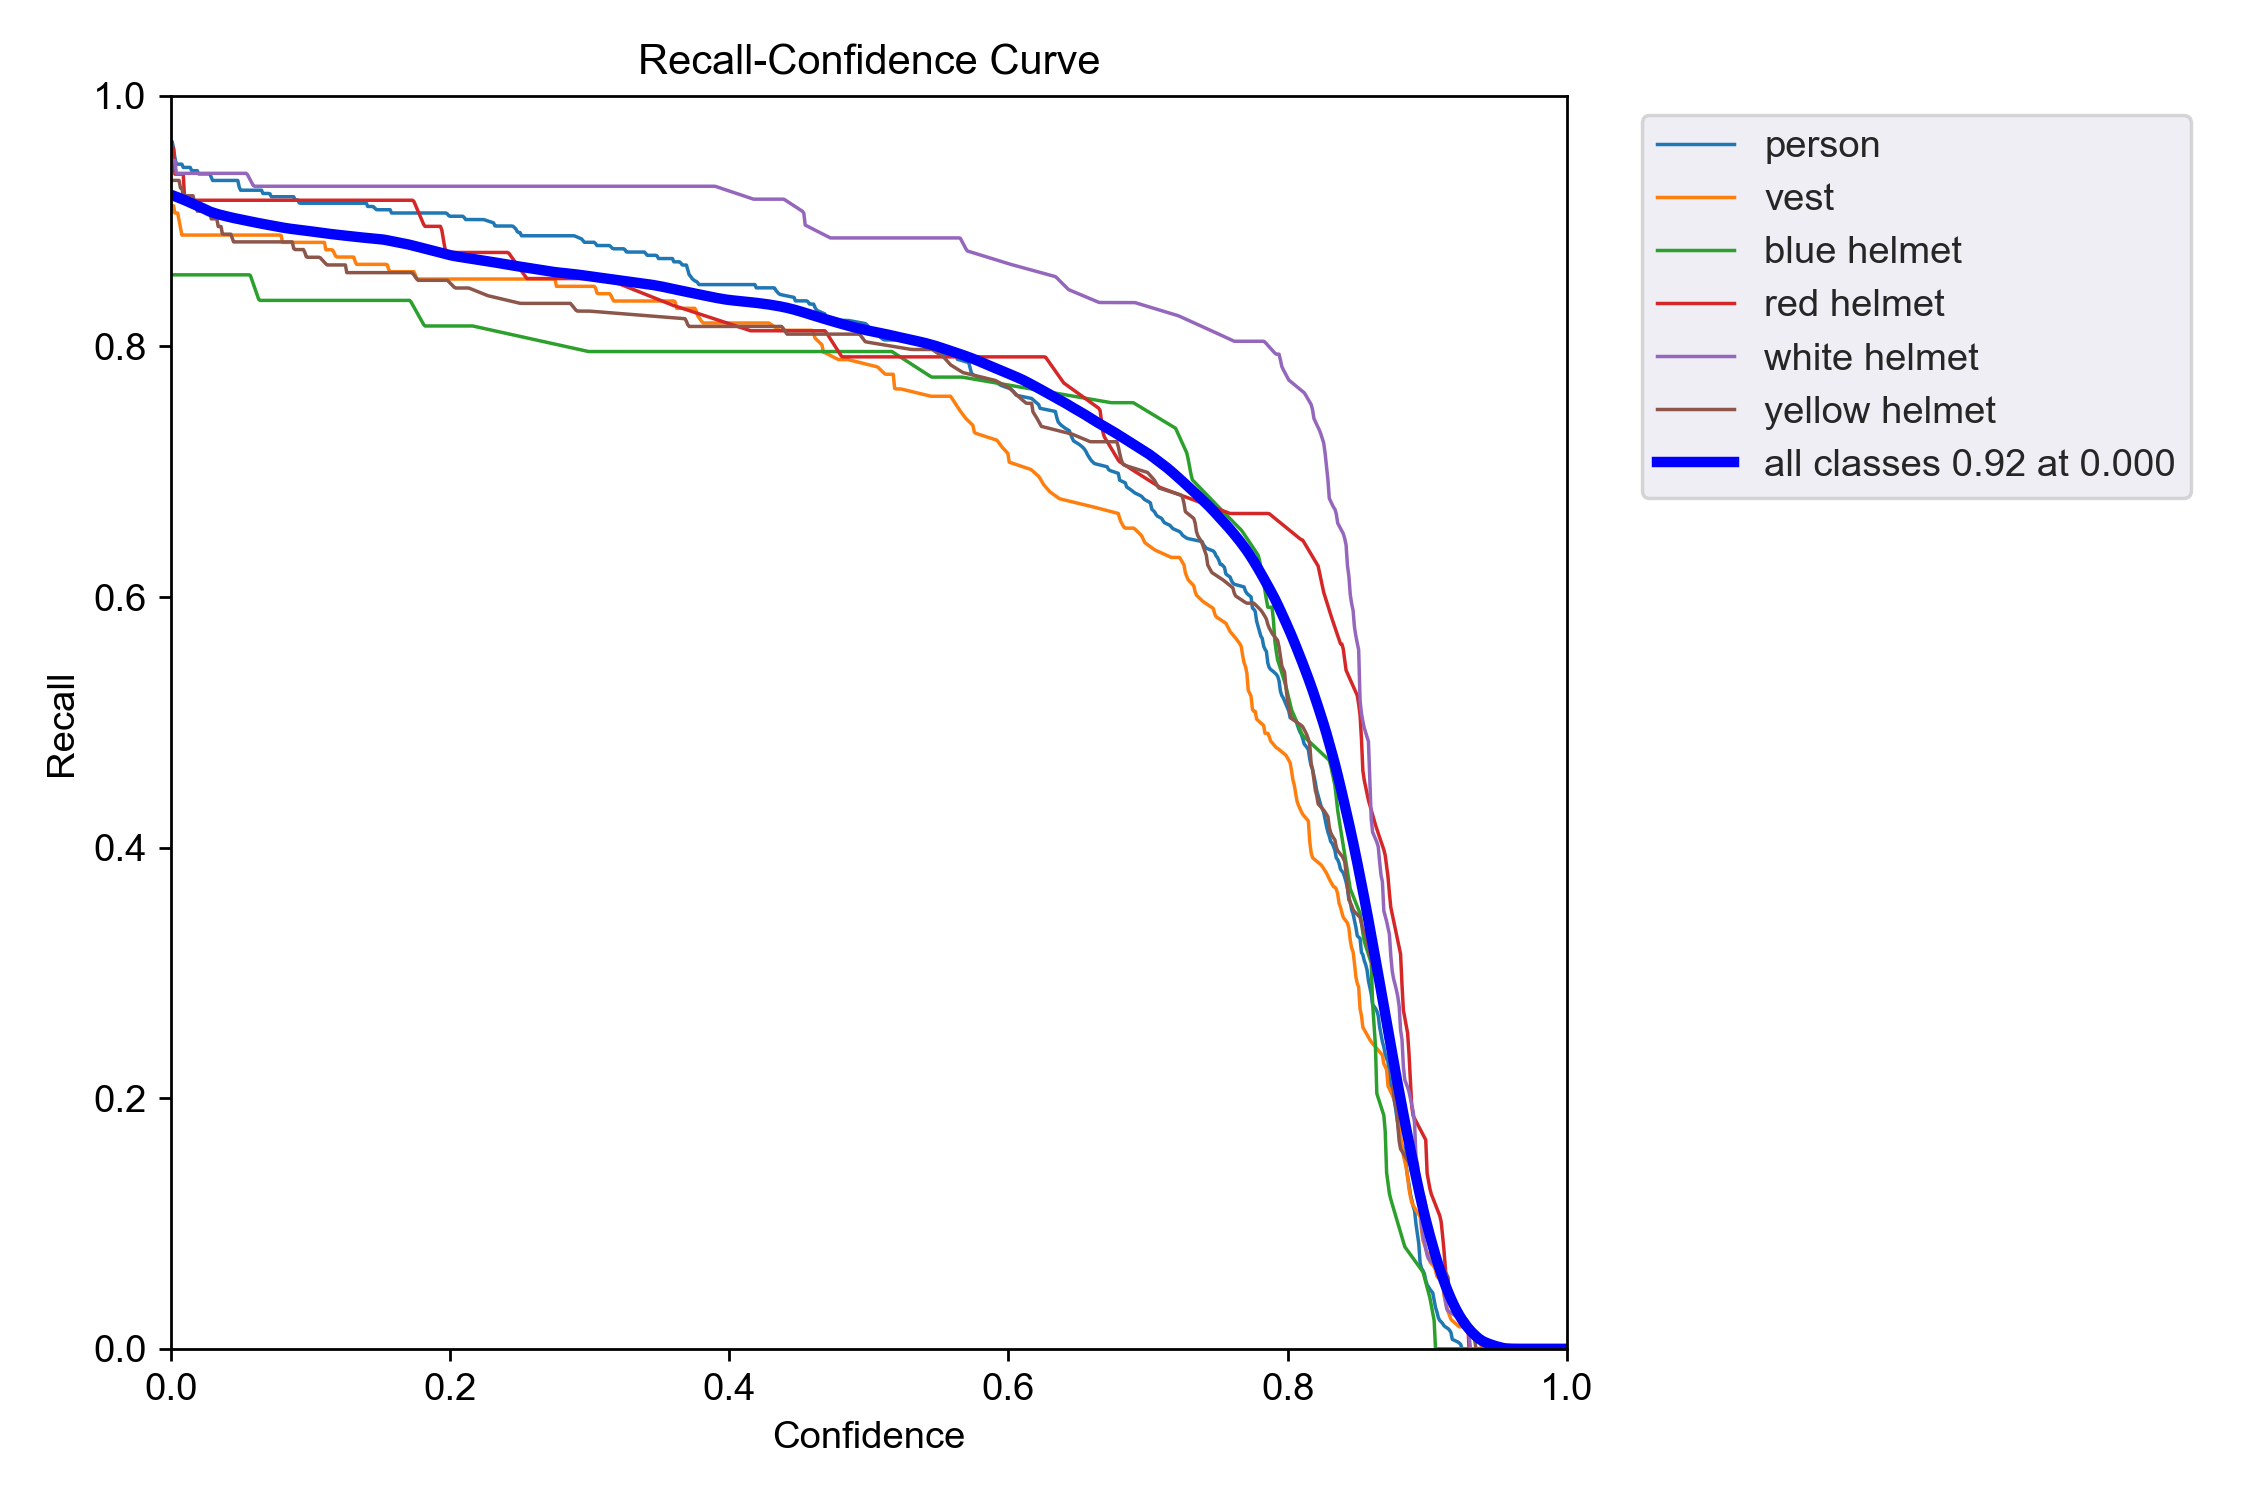 Recall-Confidence Curve
1.0
0.8
0.6
0.4
0.2
0.0
Recall
0.0 0.2 0.4 0.6 0.8 1.0
Confidence
person
vest
blue helmet
red helmet
white helmet
yellow helmet
all classes 0.92 at 0.000